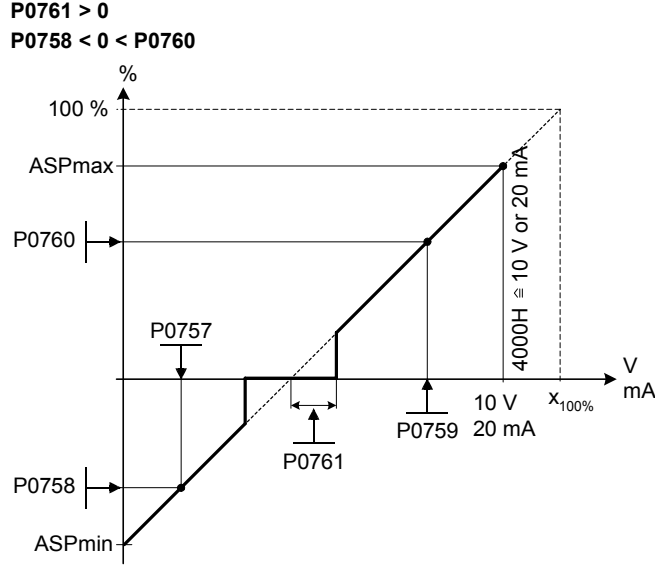 P0761 > 0
P0758 < 0 < P0760
%
100 %
ASPmax
4000H ≙ 10 V or 20 mA
P0760
P0757
V
mA
10 V
20 mA
x100%
P0759
P0761
P0758
ASPmin